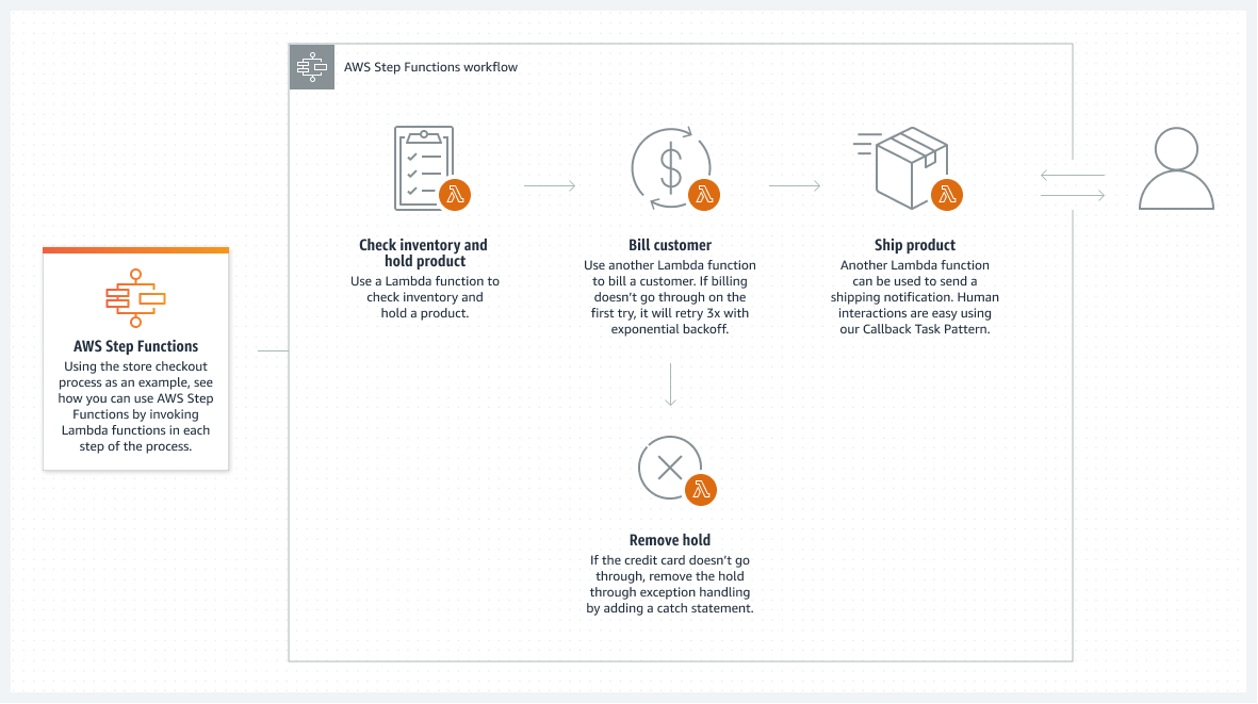 AWS Step Functions workflow
Check inventory and
hold product
Use a Lambda function to
check inventory and
hold a product.
Bill customer
Use another Lambda function
to bill a customer. If billing
doesn't go through on the
first try, it will retry 3x with
exponential backoff.
Ship product
Another Lambda function
can be used to send a
shipping notification. Human
interactions are easy using
our Callback Task Pattern.
AWS Step Functions
Using the store checkout
process as an example, see
how you can use AWS Step
Functions by invoking
Lambda functions in each
step of the process.
Remove hold
If the credit card doesn't go
through, remove the hold
through exception handling
by adding a catch statement.